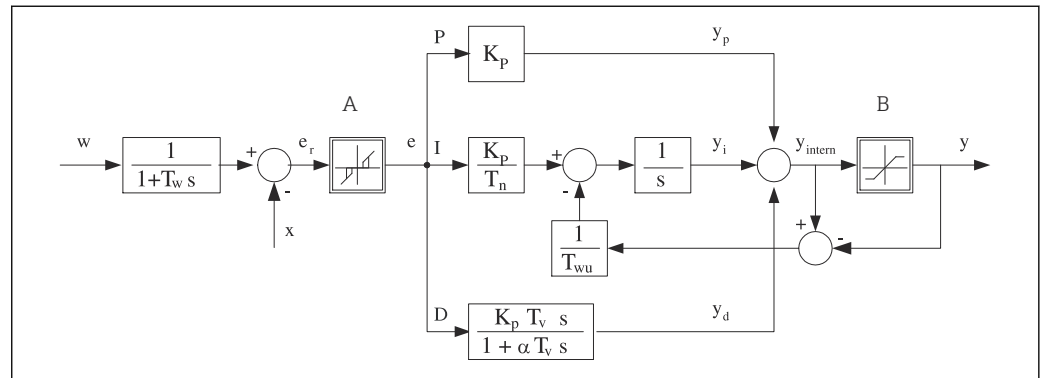 P
K_P
y_p
A
B
w
1
1+T_w s
+
-
e_r
e
I
K_P
T_n
+
-
1
s
y_i
y_intern
y
x
1
T_wu
+
-
D
K_p T_v s
1 + α T_v s
y_d